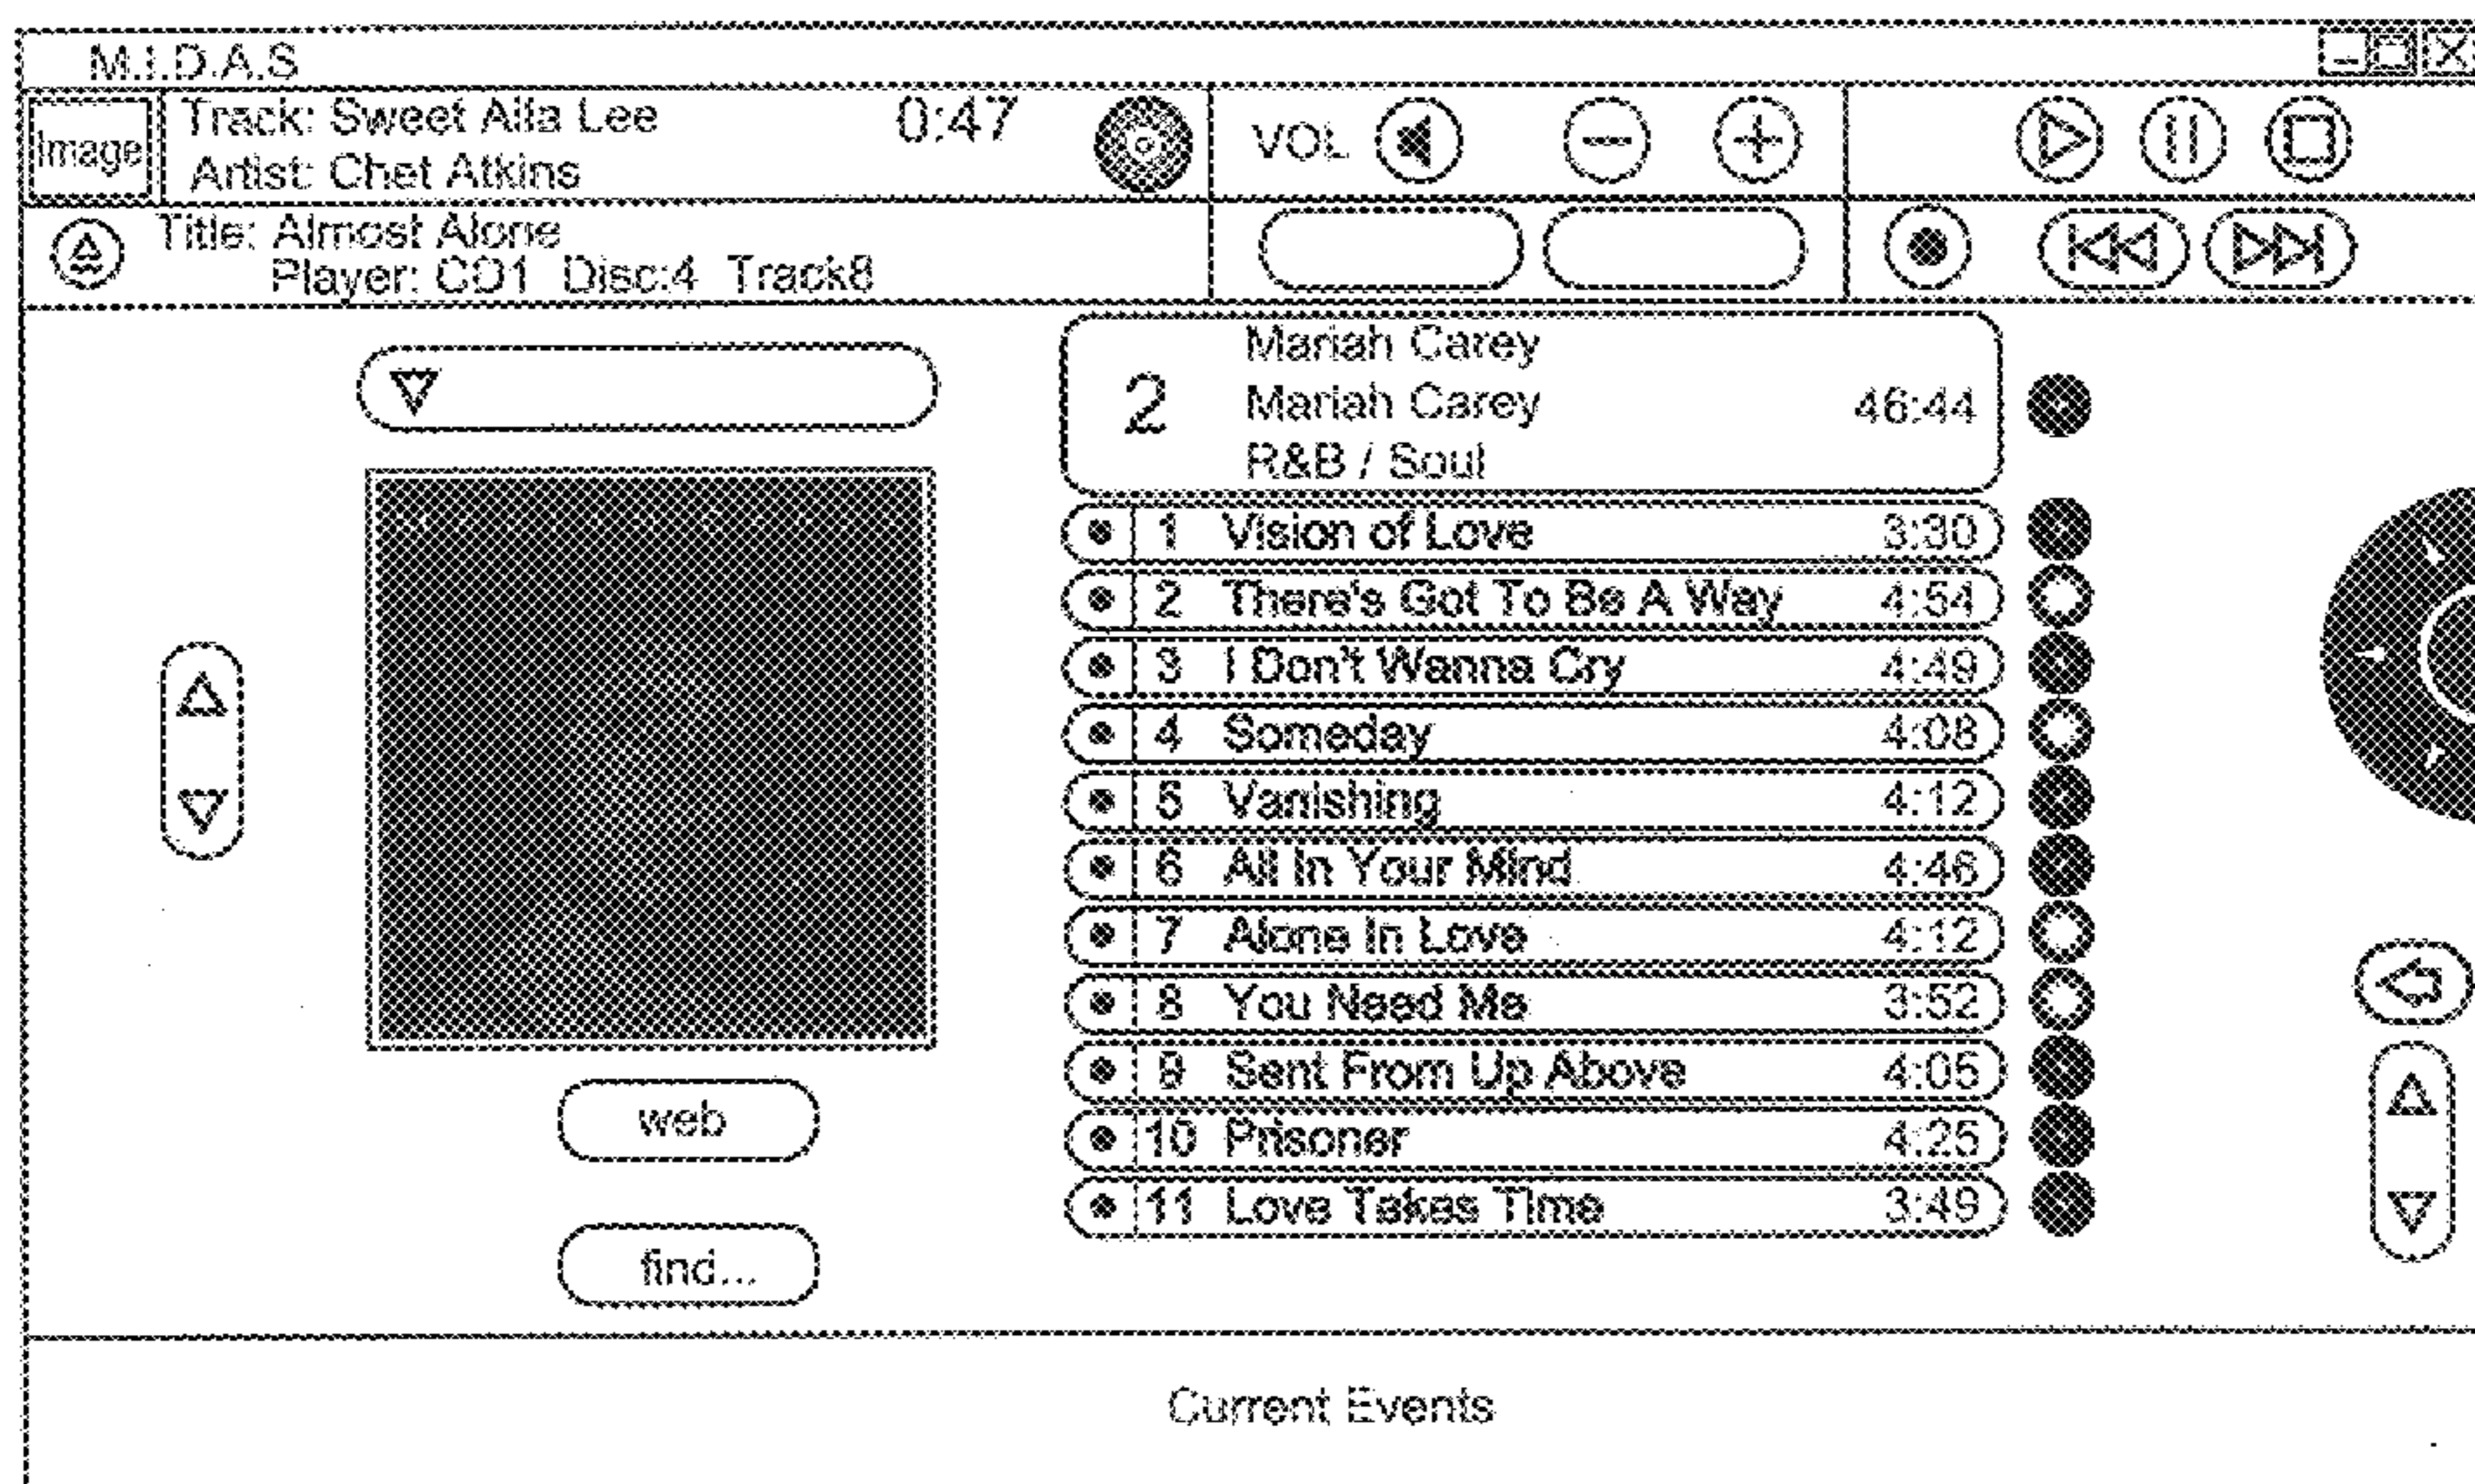 M.I.D.A.S
Image
Track: Sweet Alla Lee
0:47
Artist: Chet Atkins
VOL
Title: Almost Alone
Player: CD1 Disc:4 Track8
Mariah Carey
2 Mariah Carey 46:44
R&B / Soul
1 Vision of Love 3:30
2 There's Got To Be A Way 4:54
3 I Don't Wanna Cry 4:49
4 Someday 4:08
5 Vanishing 4:12
6 All In Your Mind 4:46
7 Alone In Love 4:12
8 You Need Me 3:52
9 Sent From Up Above 4:05
10 Prisoner 4:25
11 Love Takes Time 3:49
web
find...
Current Events